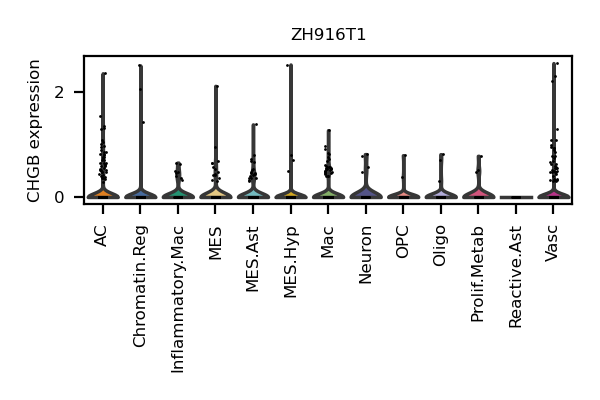 ZH916T1
CHGB expression
2
0
AC
Chromatin.Reg
Inflammatory.Mac
MES
MES.Ast
MES.Hyp
Mac
Neuron
OPC
Oligo
Prolif.Metab
Reactive.Ast
Vasc